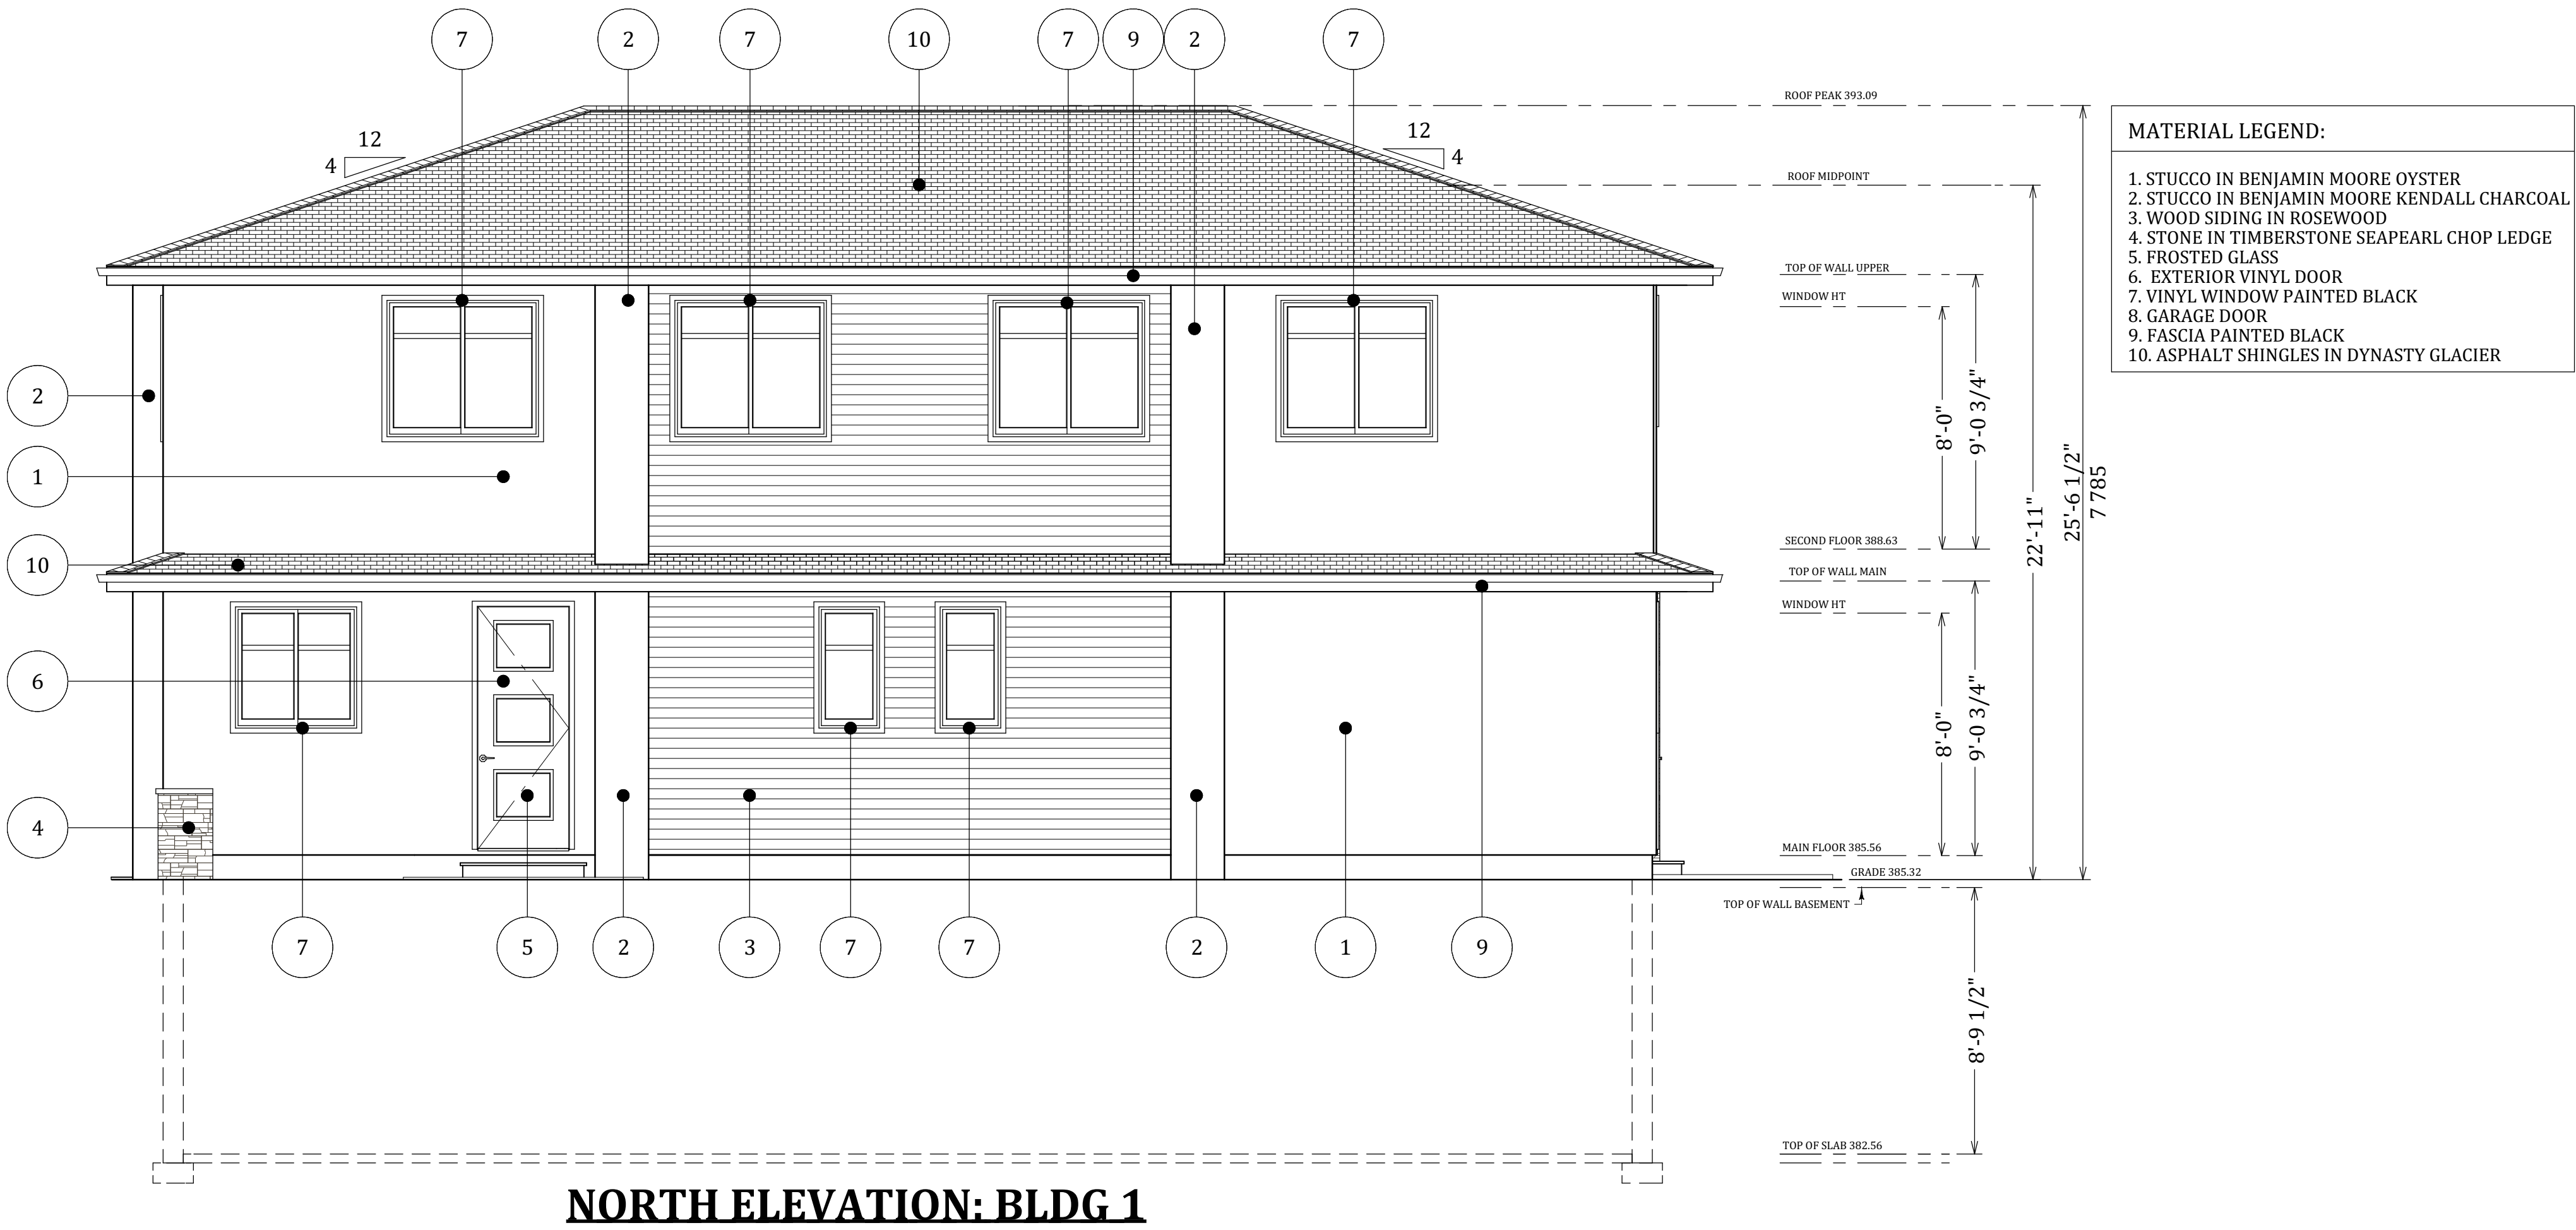 7
2
7
10
7
9
2
7
ROOF PEAK 393.09
MATERIAL LEGEND:
1. STUCCO IN BENJAMIN MOORE OYSTER
2. STUCCO IN BENJAMIN MOORE KENDALL CHARCOAL
3. WOOD SIDING IN ROSEWOOD
4. STONE IN TIMBERSTONE SEAPEARL CHOP LEDGE
5. FROSTED GLASS
6. EXTERIOR VINYL DOOR
7. VINYL WINDOW PAINTED BLACK
8. GARAGE DOOR
9. FASCIA PAINTED BLACK
10. ASPHALT SHINGLES IN DYNASTY GLACIER
12
4
12
4
ROOF MIDPOINT
TOP OF WALL UPPER
WINDOW HT
2
1
10
6
4
8'-0"
9'-0 3/4"
22'-11"
25'-6 1/2"
7 785
SECOND FLOOR 388.63
TOP OF WALL MAIN
WINDOW HT
8'-0"
9'-0 3/4"
MAIN FLOOR 385.56
GRADE 385.32
TOP OF WALL BASEMENT
7
5
2
3
7
7
2
1
9
8'-9 1/2"
TOP OF SLAB 382.56
NORTH ELEVATION: BLDG 1